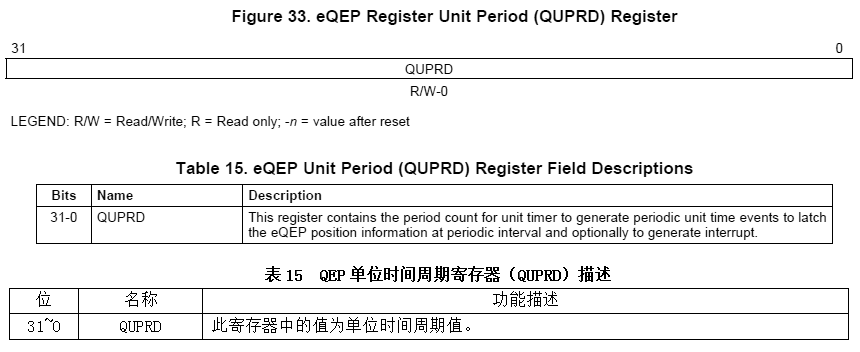 Figure 33. eQEP Register Unit Period (QUPRD) Register
31 0
QUPRD
R/W-0
LEGEND: R/W = Read/Write; R = Read only; -n = value after reset
Table 15. eQEP Unit Period (QUPRD) Register Field Descriptions
Bits Name Description
31-0 QUPRD This register contains the period count for unit timer to generate periodic unit time events to latch
the eQEP position information at periodic interval and optionally to generate interrupt.
表 15 QEP 单位时间周期寄存器（QUPRD）描述
位 名称 功能描述
31~0 QUPRD 此寄存器中的值为单位时间周期值。